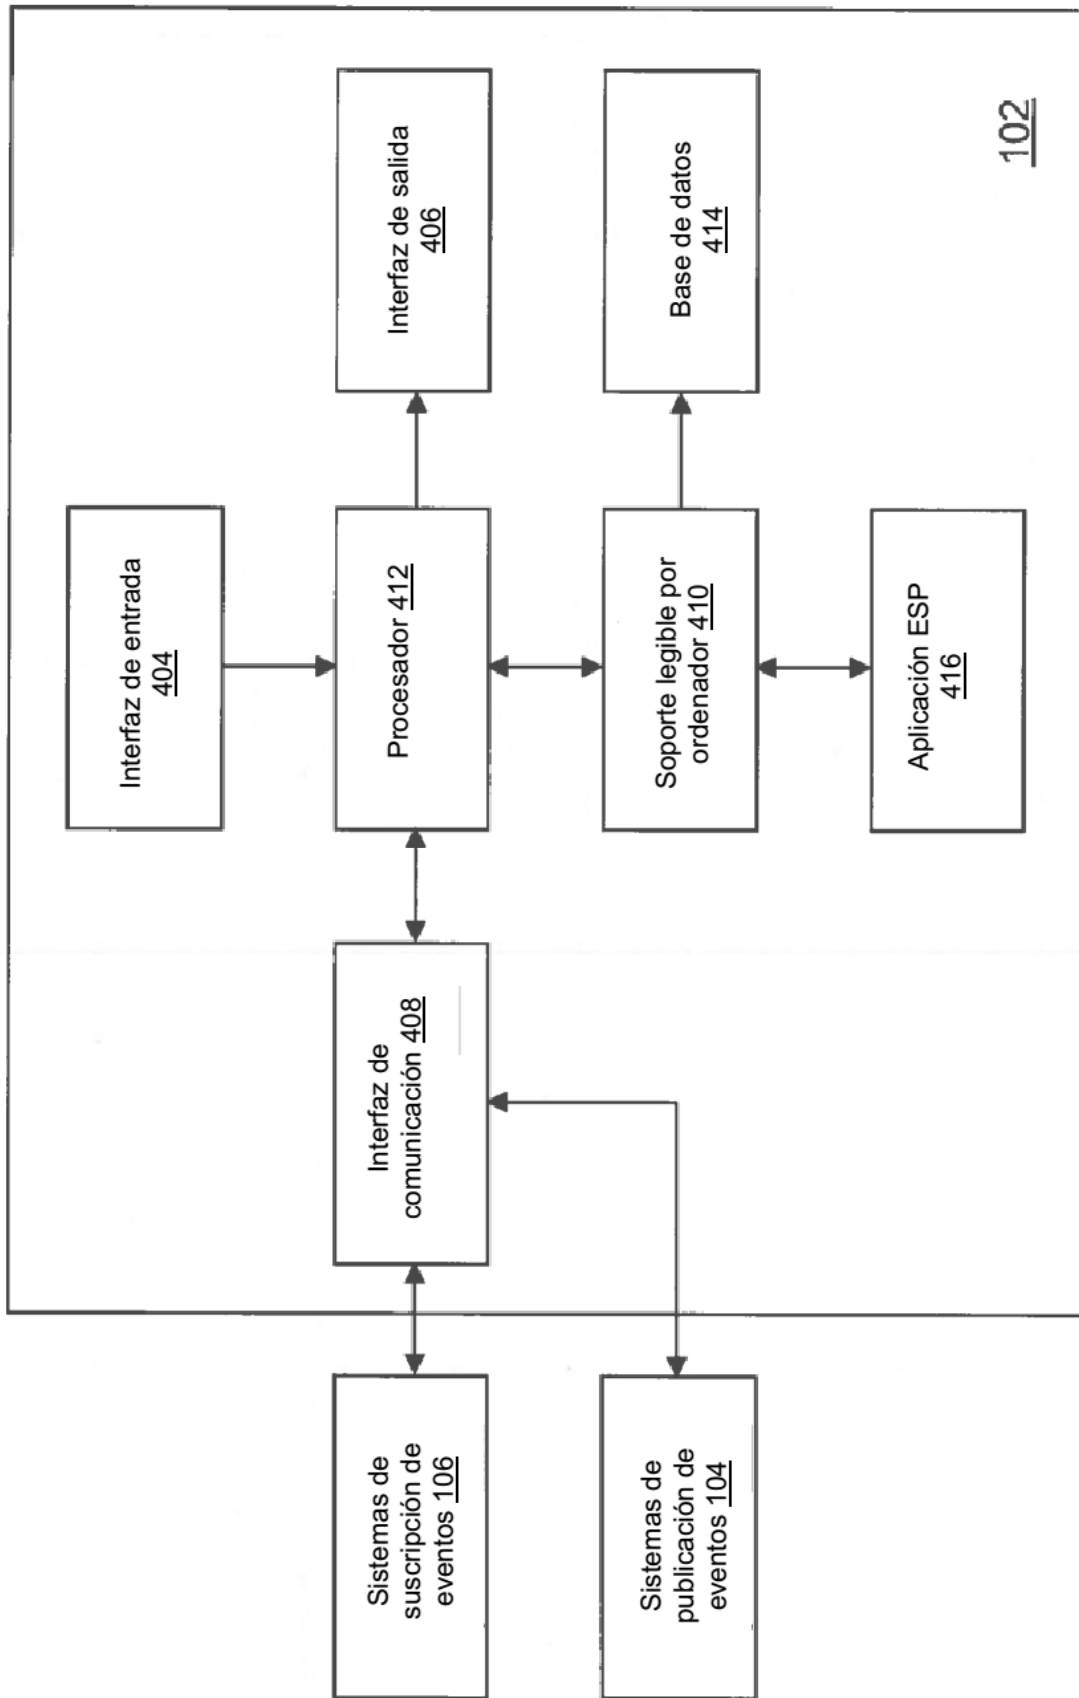 Interfaz de entrada
404
Interfaz de
comunicación 408
Procesador 412
Interfaz de salida
406
Sistemas de
suscripción de
eventos 106
Sistemas de
publicación de
eventos 104
Soporte legible por
ordenador 410
Base de datos
414
Aplicación ESP
416
102